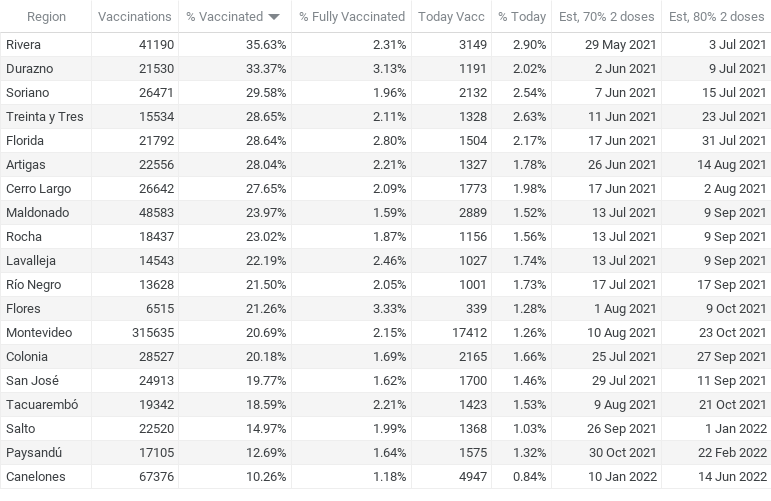 Region Vaccinations % Vaccinated % Fully Vaccinated Today Vacc % Today Est, 70% 2 doses Est, 80% 2 doses
Rivera 41190 35.63% 2.31% 3149 2.90% 29 May 2021 3 Jul 2021
Durazno 21530 33.37% 3.13% 1191 2.02% 2 Jun 2021 9 Jul 2021
Soriano 26471 29.58% 1.96% 2132 2.54% 7 Jun 2021 15 Jul 2021
Treinta y Tres 15534 28.65% 2.11% 1328 2.63% 11 Jun 2021 23 Jul 2021
Florida 21792 28.64% 2.80% 1504 2.17% 17 Jun 2021 31 Jul 2021
Artigas 22556 28.04% 2.21% 1327 1.78% 26 Jun 2021 14 Aug 2021
Cerro Largo 26642 27.65% 2.09% 1773 1.98% 17 Jun 2021 2 Aug 2021
Maldonado 48583 23.97% 1.59% 2889 1.52% 13 Jul 2021 9 Sep 2021
Rocha 18437 23.02% 1.87% 1156 1.56% 13 Jul 2021 9 Sep 2021
Lavalleja 14543 22.19% 2.46% 1027 1.74% 13 Jul 2021 9 Sep 2021
Río Negro 13628 21.50% 2.05% 1001 1.73% 17 Jul 2021 17 Sep 2021
Flores 6515 21.26% 3.33% 339 1.28% 1 Aug 2021 9 Oct 2021
Montevideo 315635 20.69% 2.15% 17412 1.26% 10 Aug 2021 23 Oct 2021
Colonia 28527 20.18% 1.69% 2165 1.66% 25 Jul 2021 27 Sep 2021
San José 24913 19.77% 1.62% 1700 1.46% 29 Jul 2021 11 Sep 2021
Tacuarembó 19342 18.59% 2.21% 1423 1.53% 9 Aug 2021 21 Oct 2021
Salto 22520 14.97% 1.99% 1368 1.03% 26 Sep 2021 1 Jan 2022
Paysandú 17105 12.69% 1.64% 1575 1.32% 30 Oct 2021 22 Feb 2022
Canelones 67376 10.26% 1.18% 4947 0.84% 10 Jan 2022 14 Jun 2022